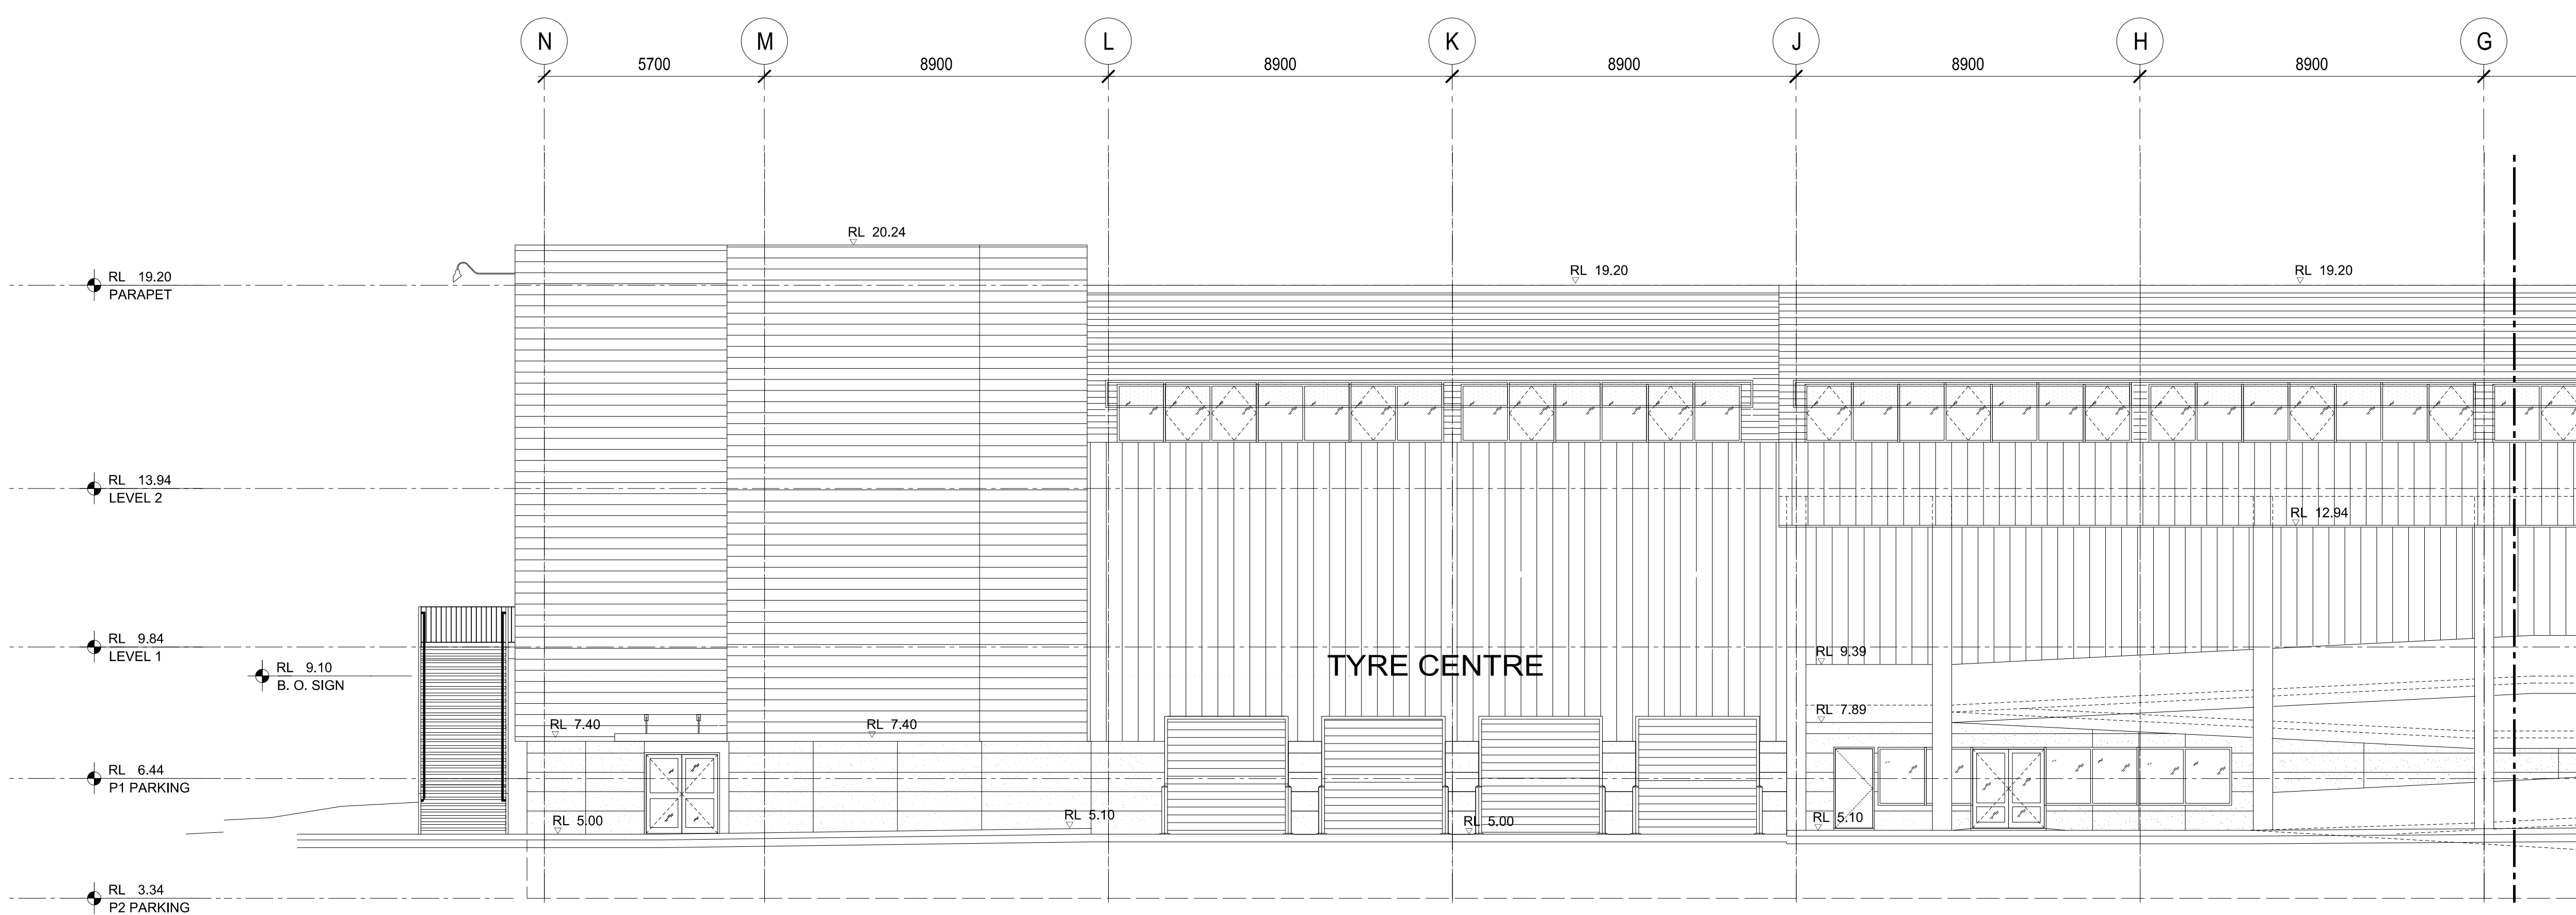 N M L K J H G
5700 8900 8900 8900 8900 8900
RL 20.24
RL 19.20
PARAPET
RL 19.20
RL 19.20
RL 13.94
LEVEL 2
RL 12.94
RL 9.84
LEVEL 1
RL 9.10
B. O. SIGN
TYRE CENTRE
RL 9.39
RL 7.40
RL 7.40
RL 7.89
RL 6.44
P1 PARKING
RL 5.00
RL 5.10
RL 5.00
RL 5.10
RL 3.34
P2 PARKING